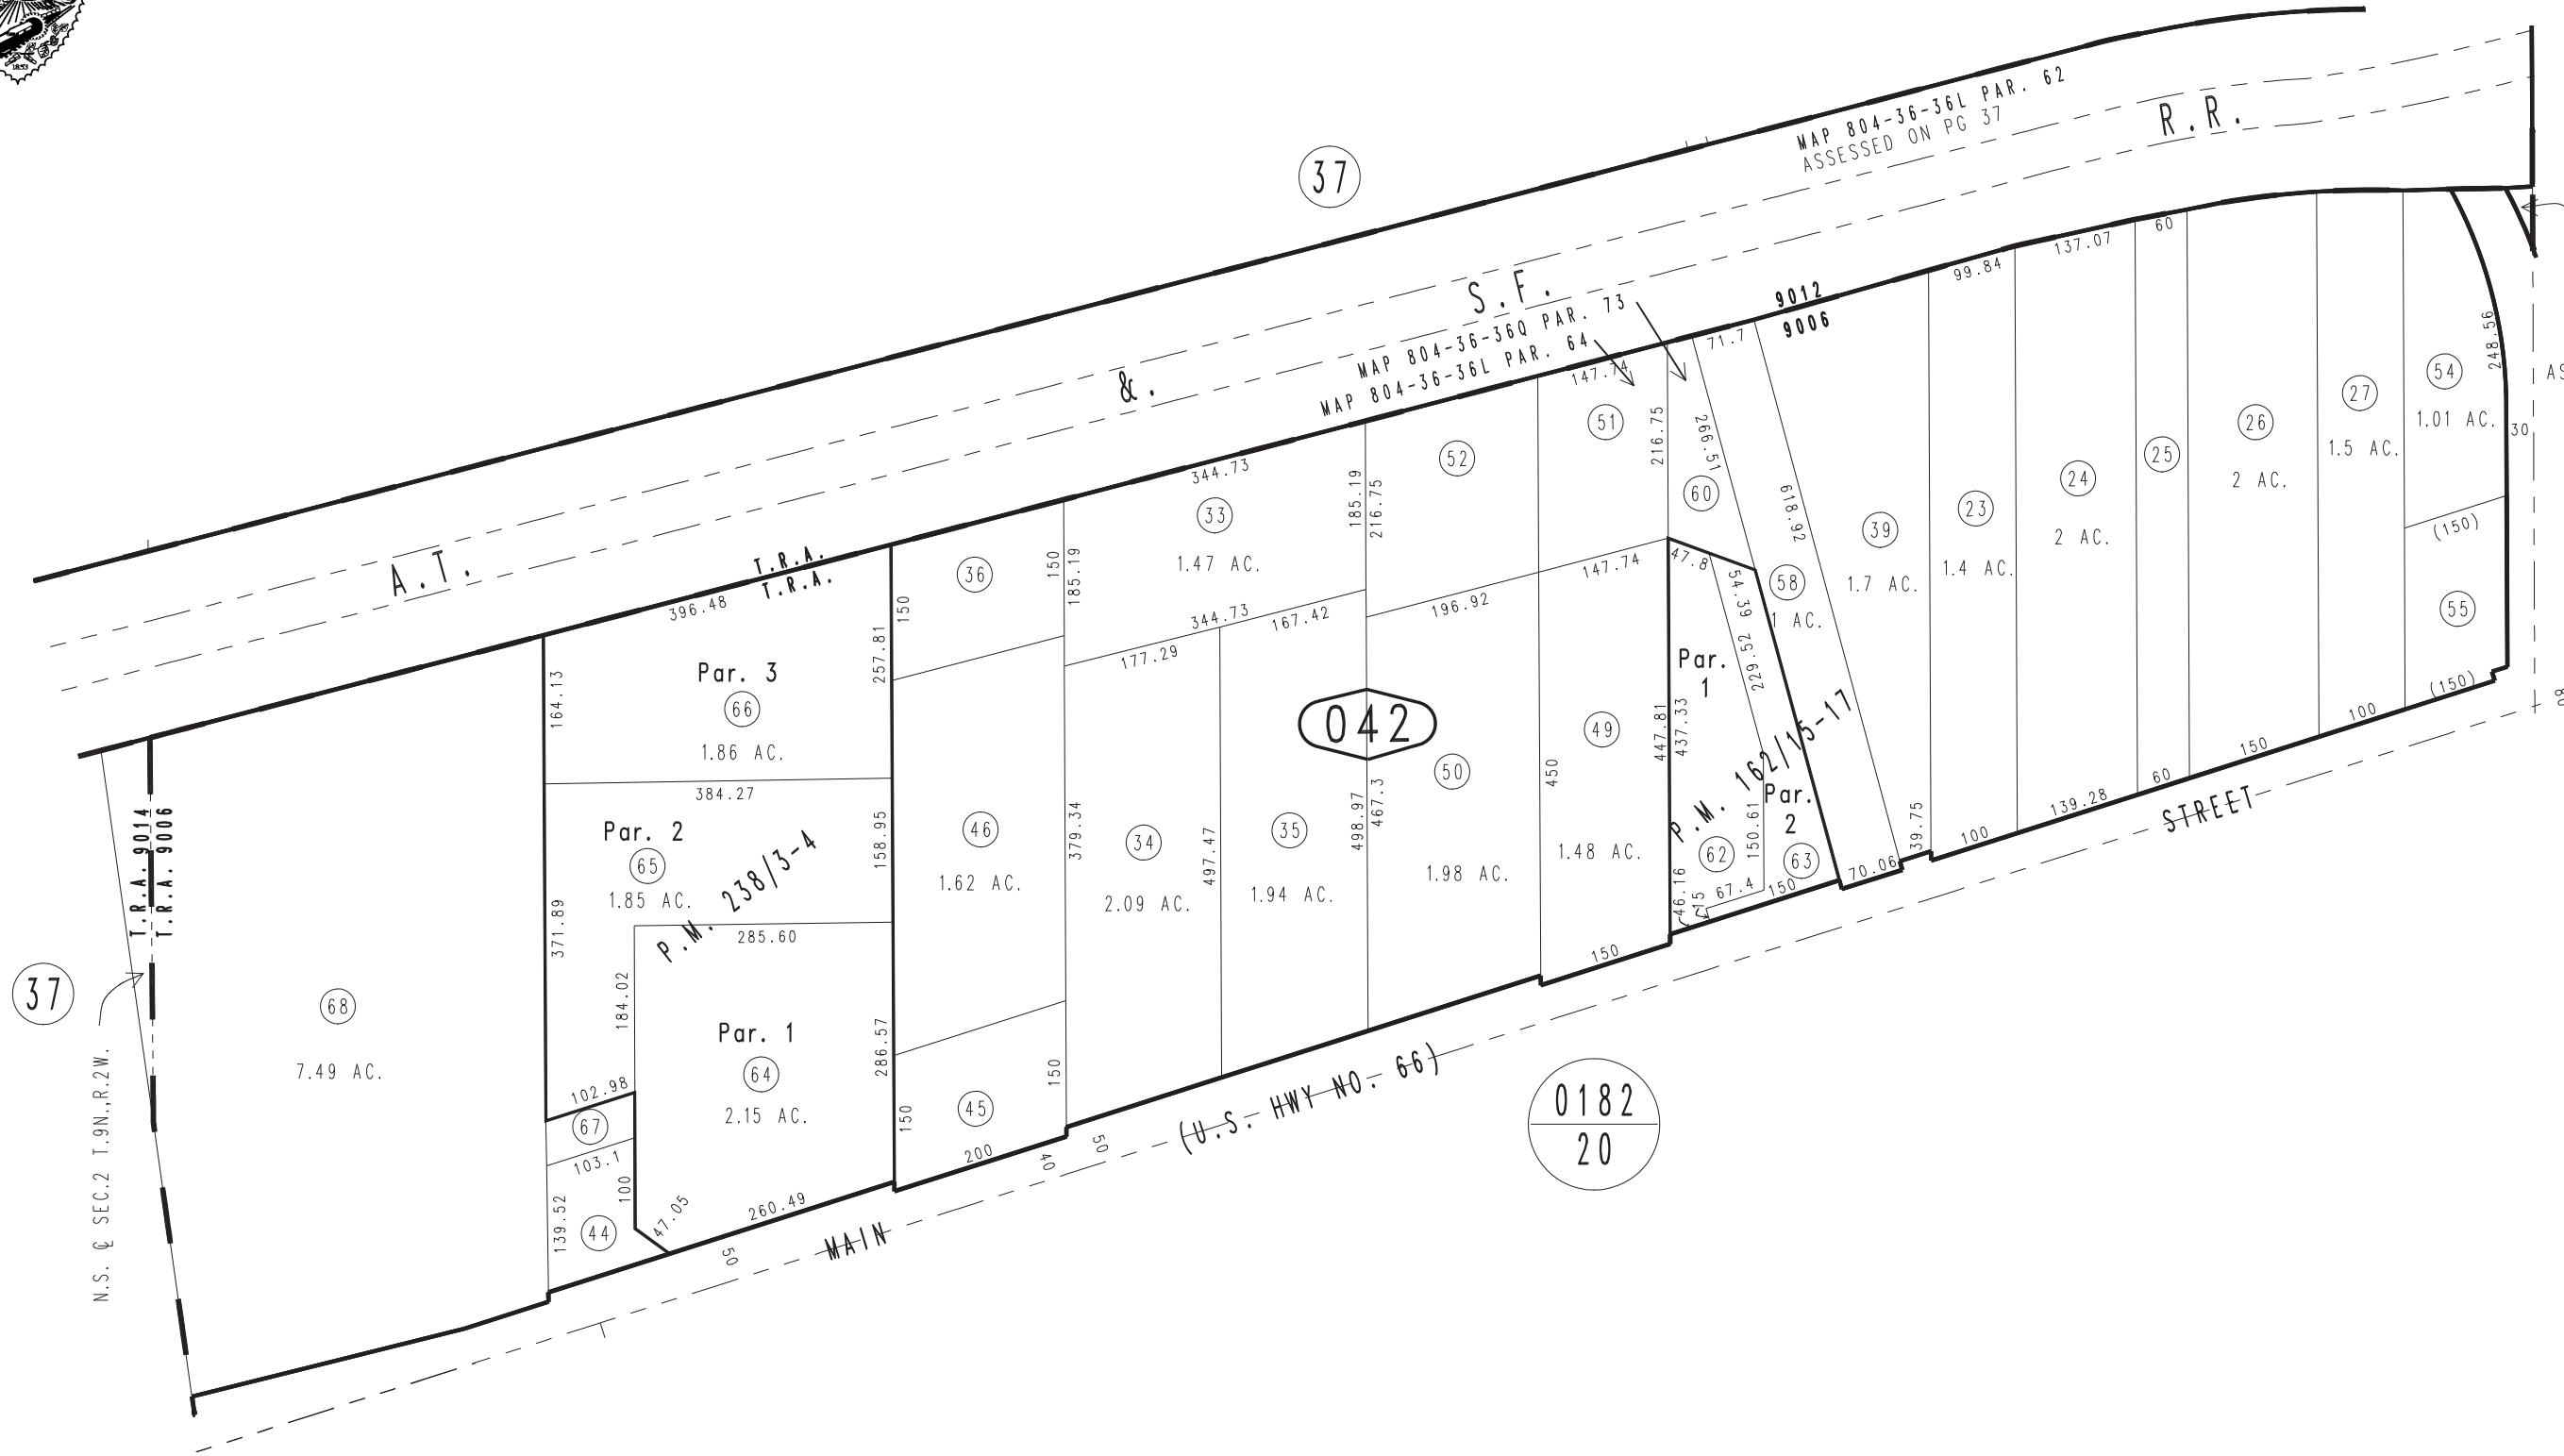 1853
37
MAP 804-36-36L PAR. 62
ASSESSED ON PG 37
R.R.
S.F.
MAP 804-36-36Q PAR. 73
MAP 804-36-36L PAR. 64
&.
A.T.
T.R.A.
T.R.A.
9012
9006
137.07
60
99.84
71.7
147.74
344.73
396.48
248.56
30
AS
54
1.01 AC.
(150)
55
(150)
27
1.5 AC.
100
26
2 AC.
150
25
60
24
2 AC.
139.28
23
1.4 AC.
100
39
1.7 AC.
39.75
618.92
58
1 AC.
70.06
266.51
60
216.75
51
52
33
1.47 AC.
185.19
216.75
36
150
185.19
150
257.81
164.13
Par. 3
66
1.86 AC.
384.27
344.73
177.29
167.42
196.92
147.74
47.8
54.39
229.52
Par.
1
447.81
437.33
P.M. 162/15-17
Par.
2
63
62
150.61
67.4
150
46.16
15
042
49
1.48 AC.
450
150
50
1.98 AC.
498.97
467.3
35
1.94 AC.
497.47
34
2.09 AC.
379.34
46
1.62 AC.
158.95
Par. 2
65
1.85 AC.
P.M. 238/3-4
285.60
371.89
184.02
Par. 1
64
2.15 AC.
286.57
102.98
67
103.1
100
139.52
44
47.05
260.49
50
45
150
150
200
40
50
T.R.A. 9014
T.R.A. 9006
37
68
7.49 AC.
N.S. ℄ SEC.2 T.9N.,R.2W.
MAIN
(U.S. HWY NO. 66)
STREET
0182
20